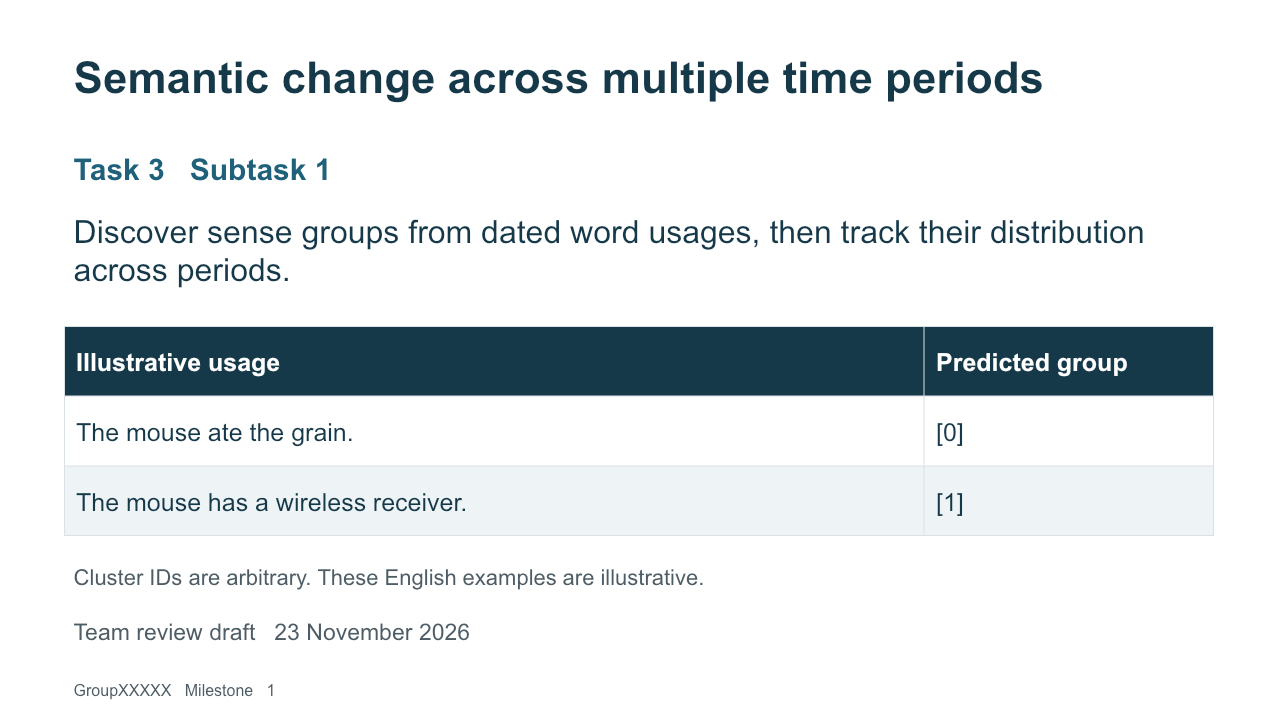 Semantic change across multiple time periods
Task 3 Subtask 1
Discover sense groups from dated word usages, then track their distribution
across periods.
Illustrative usage Predicted group
The mouse ate the grain. [0]
The mouse has a wireless receiver. [1]
Cluster IDs are arbitrary. These English examples are illustrative.
Team review draft 23 November 2026
GroupXXXXX Milestone 1